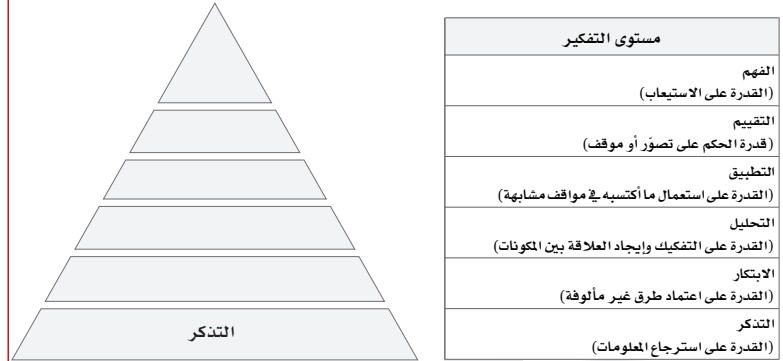 مستوى التفكير
الفهم
(القدرة على الاستيعاب)
التقييم
(قدرة الحكم على تصوّر أو موقف)
التطبيق
(القدرة على استعمال ما أكتسبه في مواقف مشابهة)
التحليل
(القدرة على التفكيك وإيجاد العلاقة بين المكونات)
الابتكار
(القدرة على اعتماد طرق غير مألوفة)
التذكر
(القدرة على استرجاع المعلومات)
التذكر